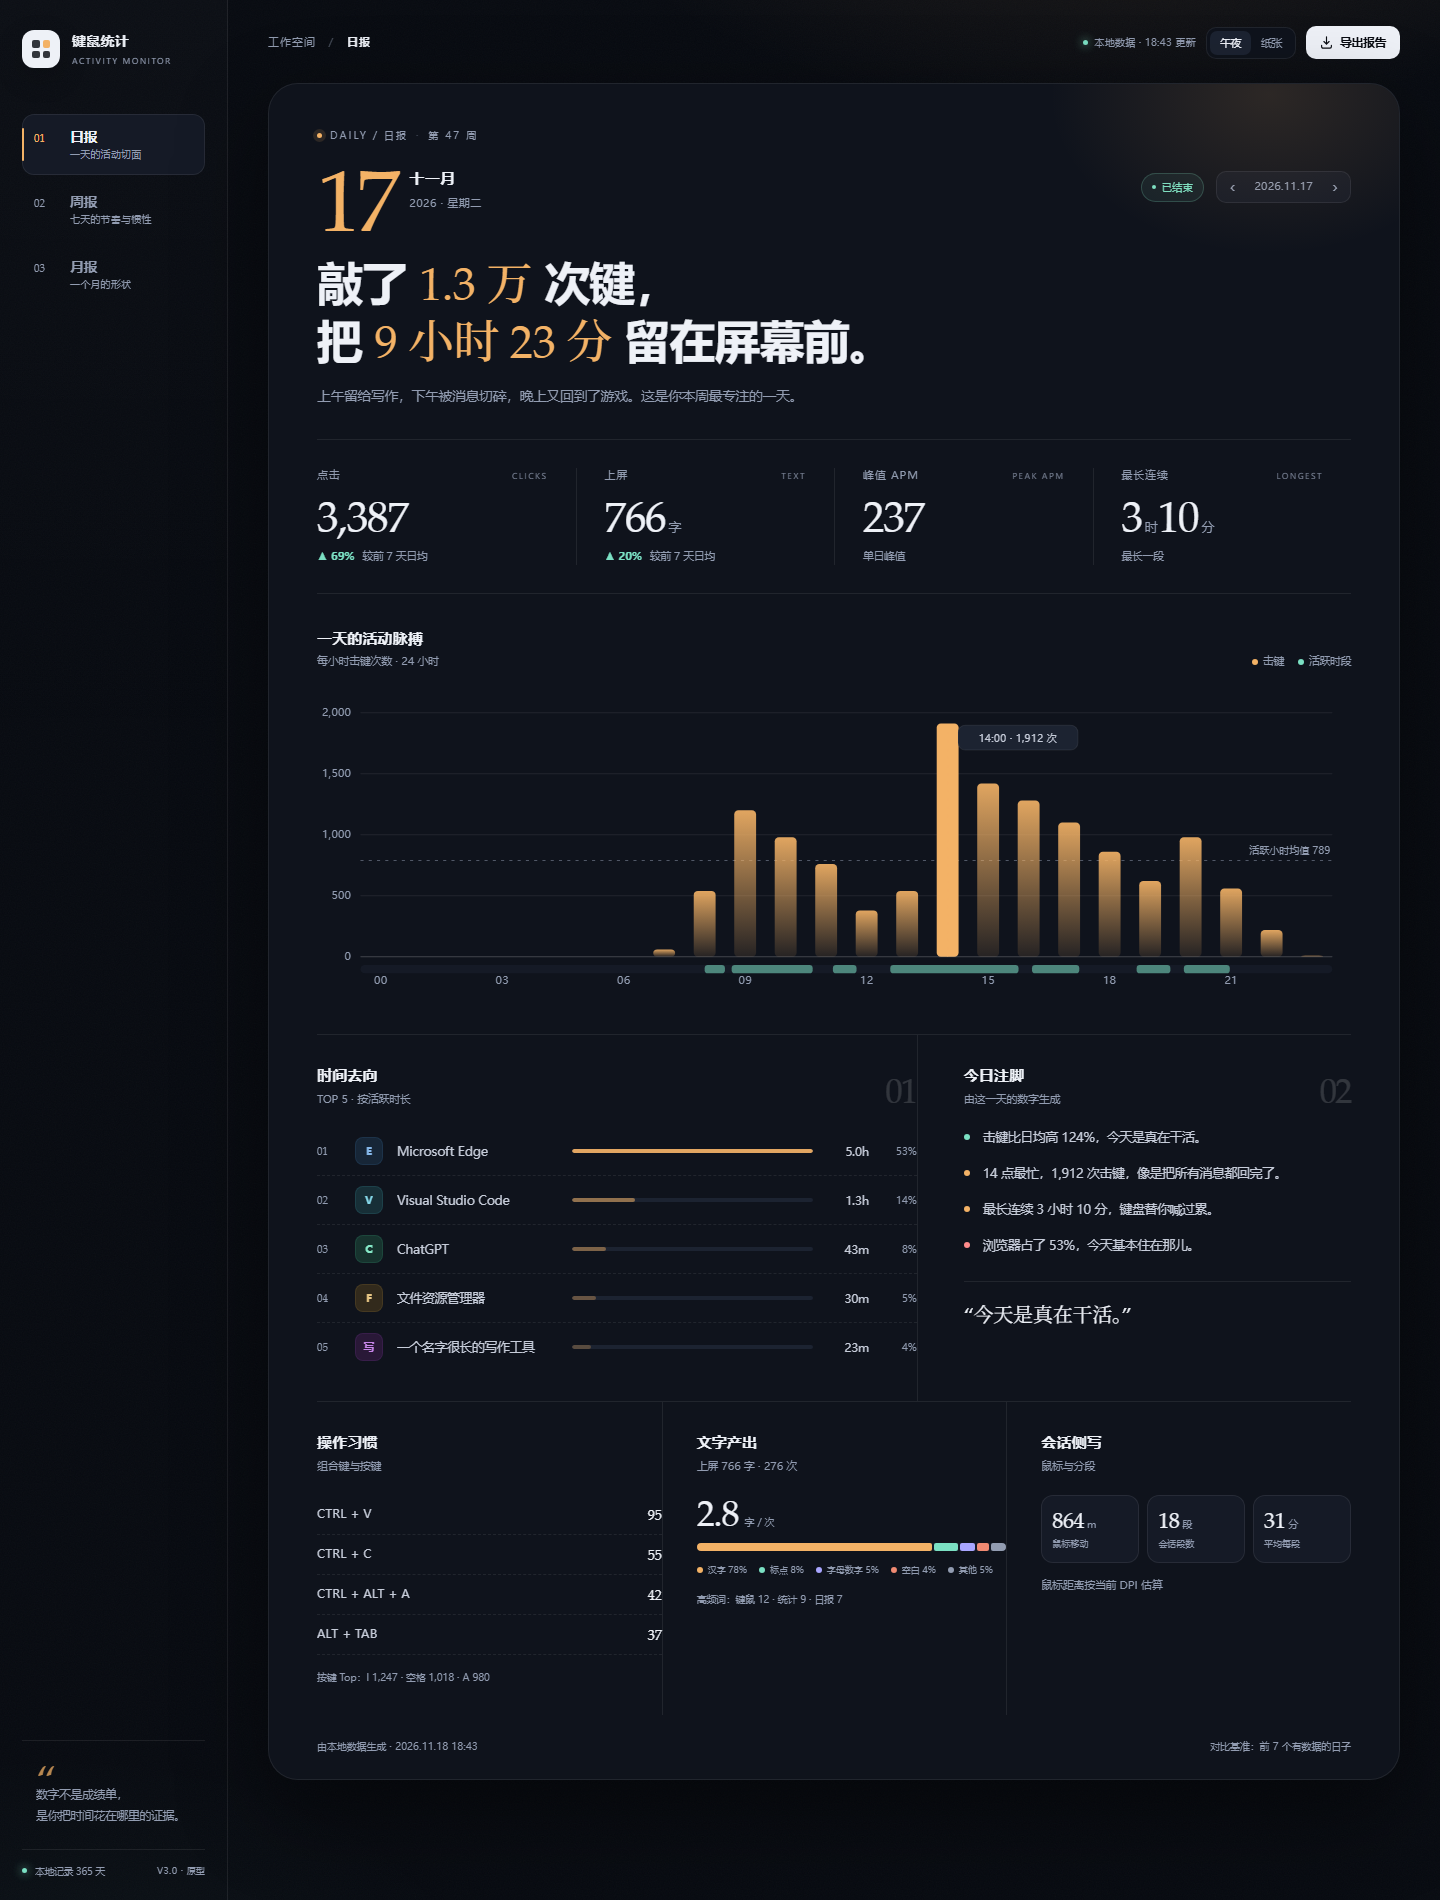 键鼠统计
ACTIVITY MONITOR
01 日报
一天的活动切面
02 周报
七天的节奏与惯性
03 月报
一个月的形状
“
数字不是成绩单，
是你把时间花在哪里的证据。
本地记录 365 天 V3.0 · 原型
工作空间 / 日报
本地数据 · 18:43 更新 午夜 纸张 导出报告
DAILY / 日报 · 第 47 周
17 十一月
2026 · 星期二
已结束 ‹ 2026.11.17 ›
敲了 1.3 万 次键，
把 9 小时 23 分 留在屏幕前。
上午留给写作，下午被消息切碎，晚上又回到了游戏。这是你本周最专注的一天。
点击 CLICKS
3,387
▲ 69% 较前 7 天日均
上屏 TEXT
766 字
▲ 20% 较前 7 天日均
峰值 APM PEAK APM
237
单日峰值
最长连续 LONGEST
3 时 10 分
最长一段
一天的活动脉搏
每小时击键次数 · 24 小时
击键 活跃时段
2,000
1,500
1,000
500
0
14:00 · 1,912 次
活跃小时均值 789
00 03 06 09 12 15 18 21
时间去向 01
TOP 5 · 按活跃时长
01 E Microsoft Edge 5.0h 53%
02 V Visual Studio Code 1.3h 14%
03 C ChatGPT 43m 8%
04 F 文件资源管理器 30m 5%
05 写 一个名字很长的写作工具 23m 4%
今日注脚 02
由这一天的数字生成
击键比日均高 124%，今天是真在干活。
14 点最忙，1,912 次击键，像是把所有消息都回完了。
最长连续 3 小时 10 分，键盘替你喊过累。
浏览器占了 53%，今天基本住在那儿。
“今天是真在干活。”
操作习惯
组合键与按键
CTRL + V 95
CTRL + C 55
CTRL + ALT + A 42
ALT + TAB 37
按键 Top：I 1,247 · 空格 1,018 · A 980
文字产出
上屏 766 字 · 276 次
2.8 字 / 次
汉字 78% 标点 8% 字母数字 5% 空白 4% 其他 5%
高频词：键鼠 12 · 统计 9 · 日报 7
会话侧写
鼠标与分段
864 m
鼠标移动
18 段
会话段数
31 分
平均每段
鼠标距离按当前 DPI 估算
由本地数据生成 · 2026.11.18 18:43
对比基准：前 7 个有数据的日子